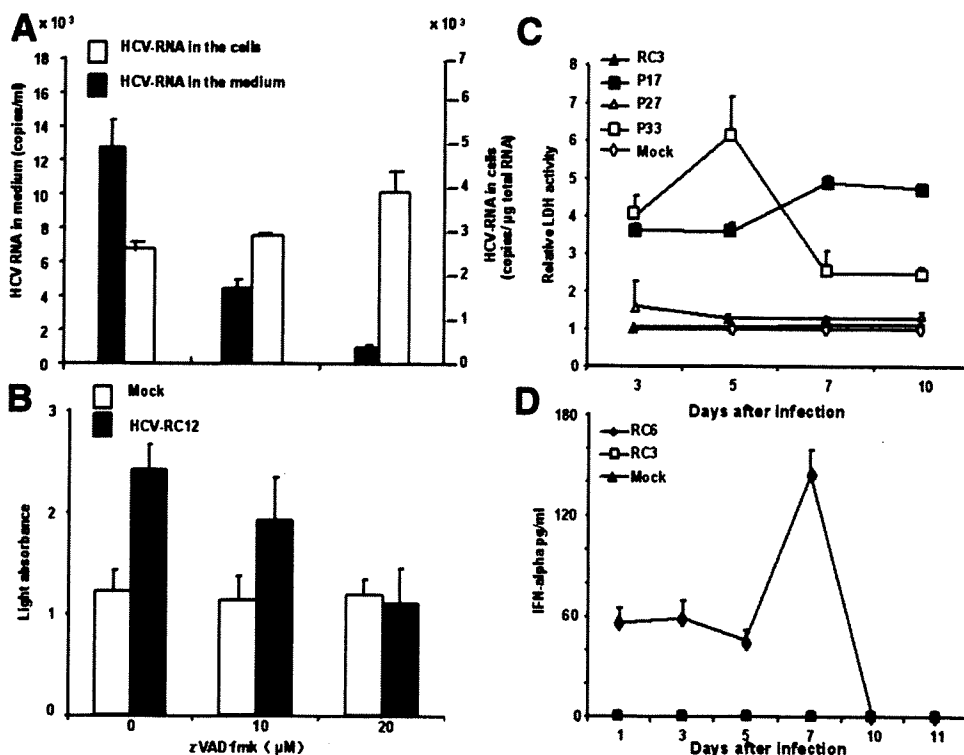 A
× 10 3
× 10 3
HCV-RNA in the cells
HCV-RNA in the medium
HCV RNA in medium (copies/ml)
18
16
14
12
10
8
6
4
2
0
7
6
5
4
3
2
1
0
HCV-RNA in cells
(copies/µg total RNA)
B
Mock
HCV-RC12
Light absorbance
3
2
1
0
0
10
20
zVAD fmk ( µM)
C
RC3
P17
P27
P33
Mock
Relative LDH activity
8
7
6
5
4
3
2
1
0
3
5
7
10
Days after infection
D
RC6
RC3
Mock
IFN-alpha pg/ml
180
120
60
0
1
3
5
7
10
11
Days after infection